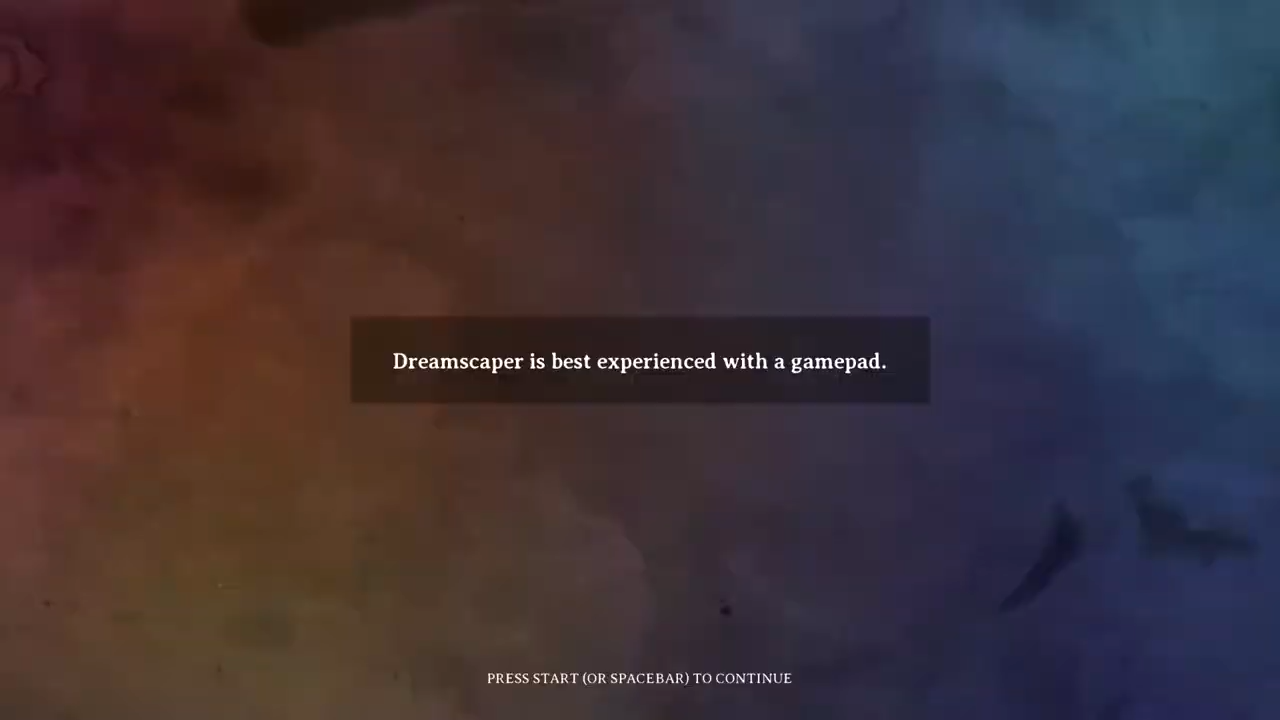 Dreamscaper is best experienced with a gamepad.
PRESS START (OR SPACEBAR) TO CONTINUE